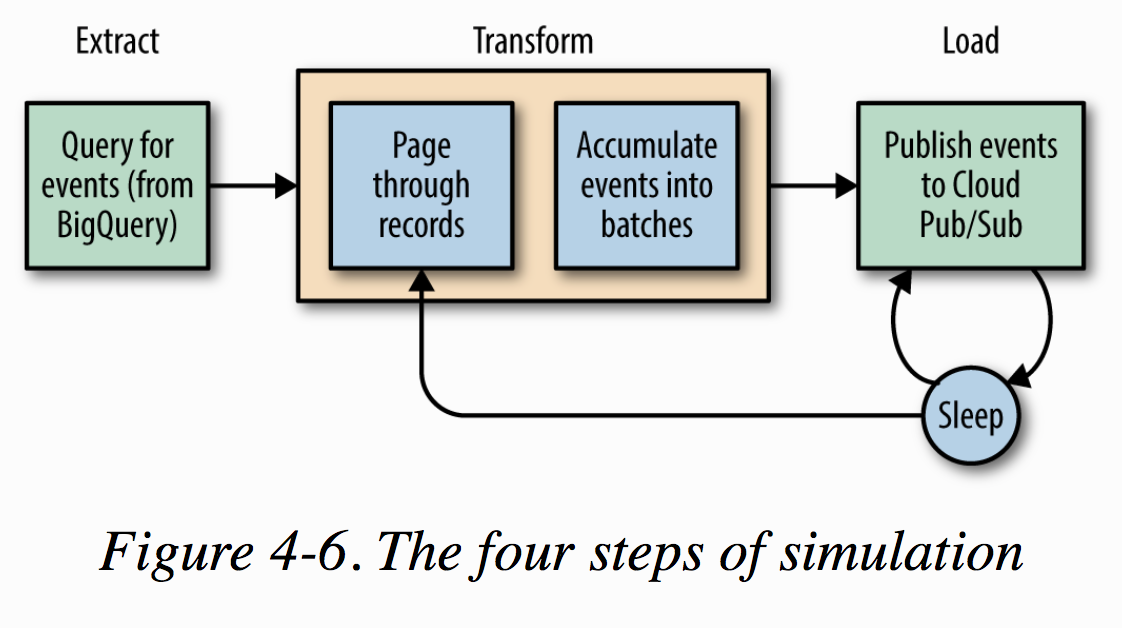 Extract
Transform
Load
Query for
events (from
BigQuery)
Page
through
records
Accumulate
events into
batches
Publish events
to Cloud
Pub/Sub
Sleep
Figure 4-6. The four steps of simulation